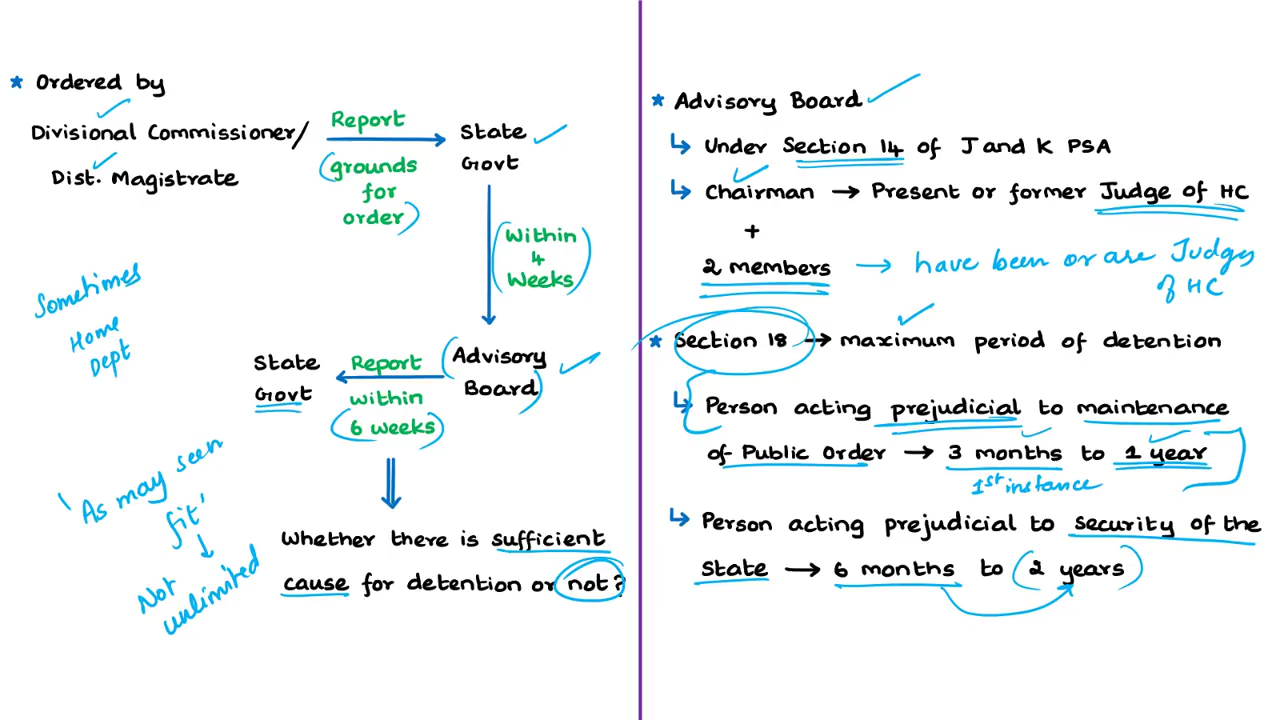 * Ordered by
Divisional Commissioner/
Dist. Magistrate
Report
(grounds
for
order)
State
Govt
(Within
4
Weeks)
Sometimes
Home
Dept
(Advisory
Board)
Report
within
(6 weeks)
State
Govt
'As may seen
fit'
Not
unlimited
Whether there is sufficient
cause for detention or not?
* Advisory Board
↳ Under Section 14 of J and K PSA
↳ Chairman → Present or former Judge of HC
+
2 members → have been or are Judges
of HC
* Section 18 → maximum period of detention
↳ Person acting prejudicial to maintenance
of Public Order → 3 months to 1 year
1st instance
↳ Person acting prejudicial to security of the
state → 6 months to (2 years)